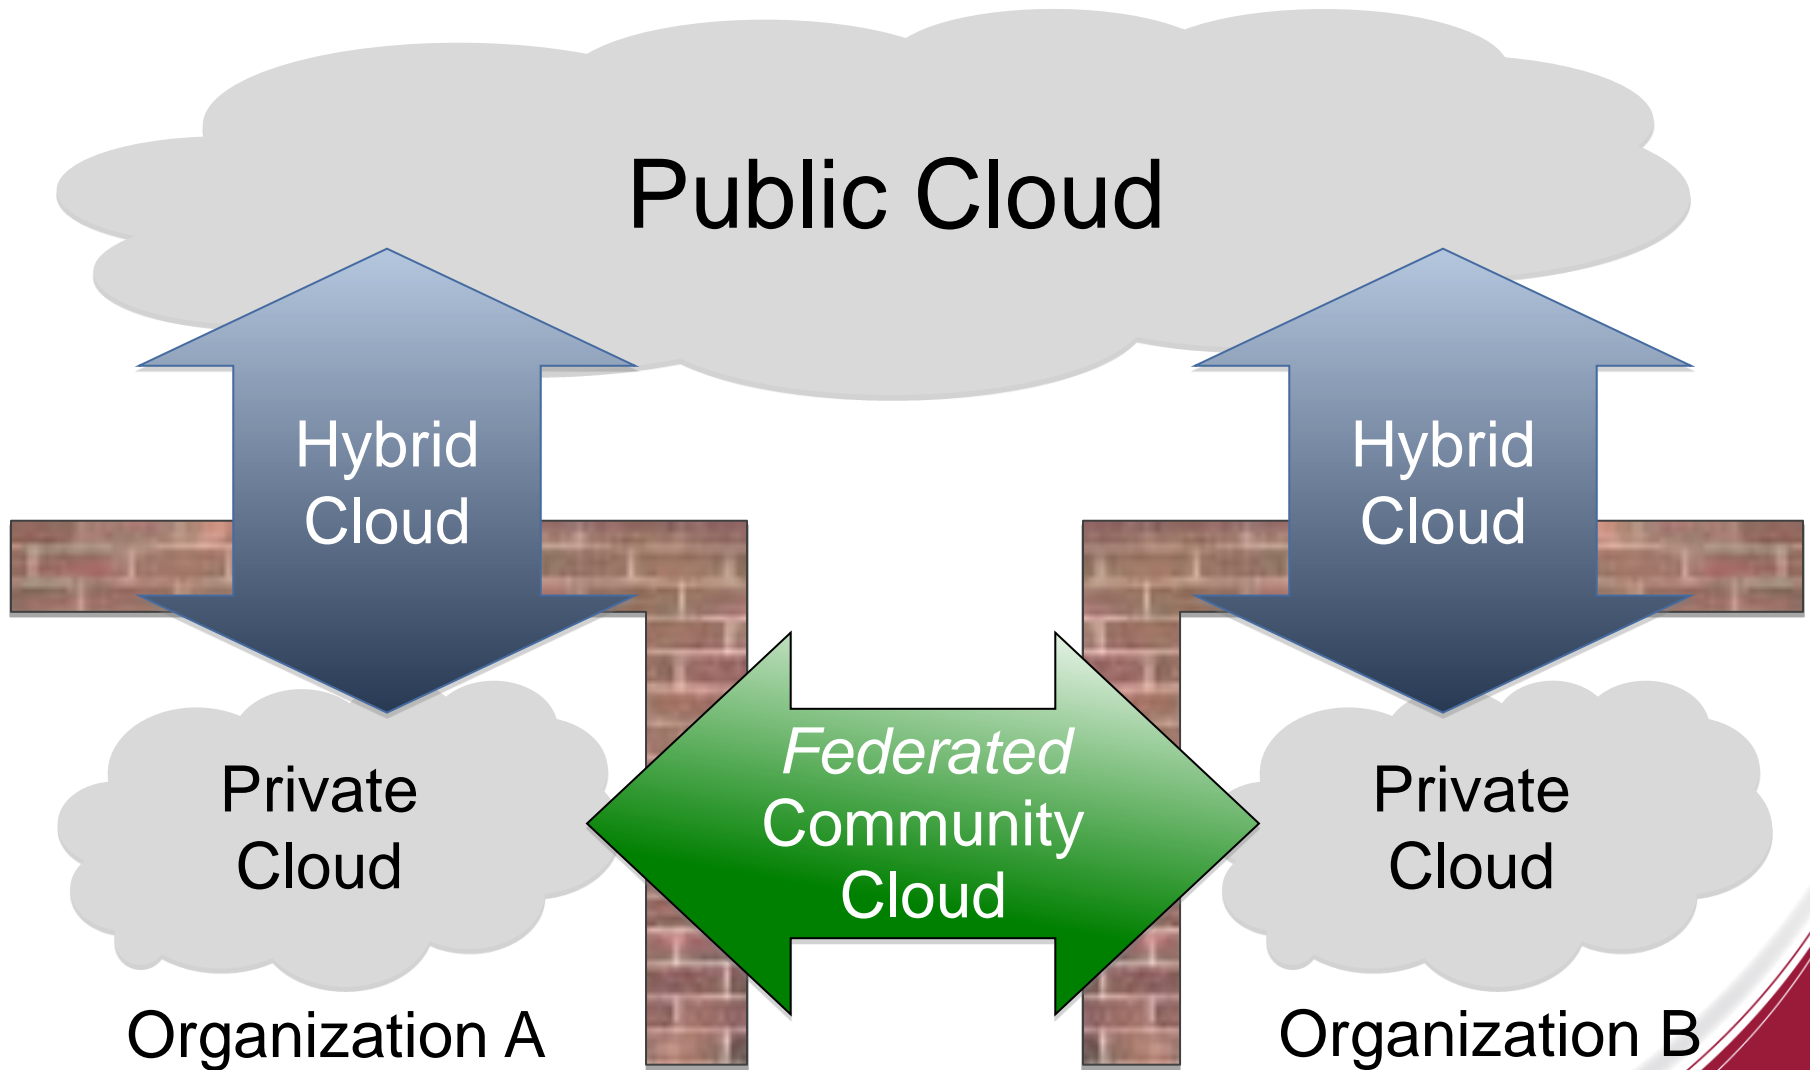 Public Cloud
Hybrid
Cloud
Hybrid
Cloud
Federated
Community
Cloud
Private
Cloud
Private
Cloud
Organization A
Organization B